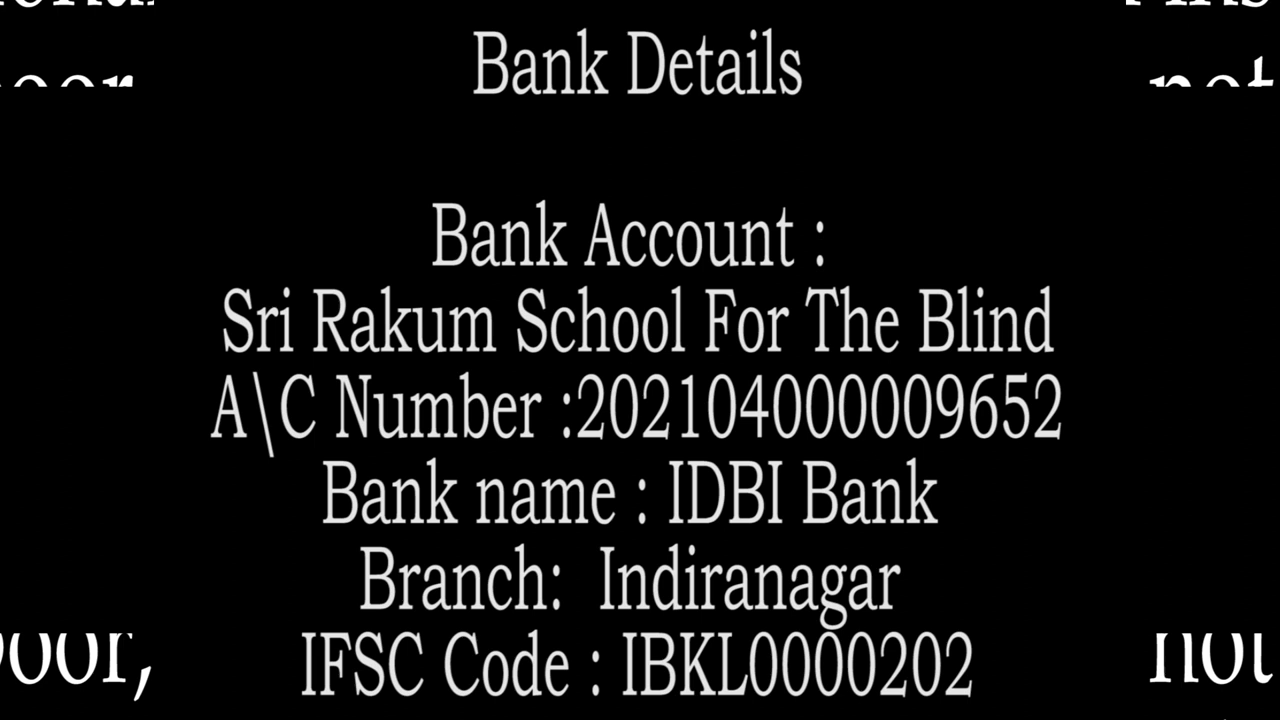 Bank Details
Bank Account :
Sri Rakum School For The Blind
A\C Number :202104000009652
Bank name : IDBI Bank
Branch: Indiranagar
IFSC Code : IBKL0000202
not